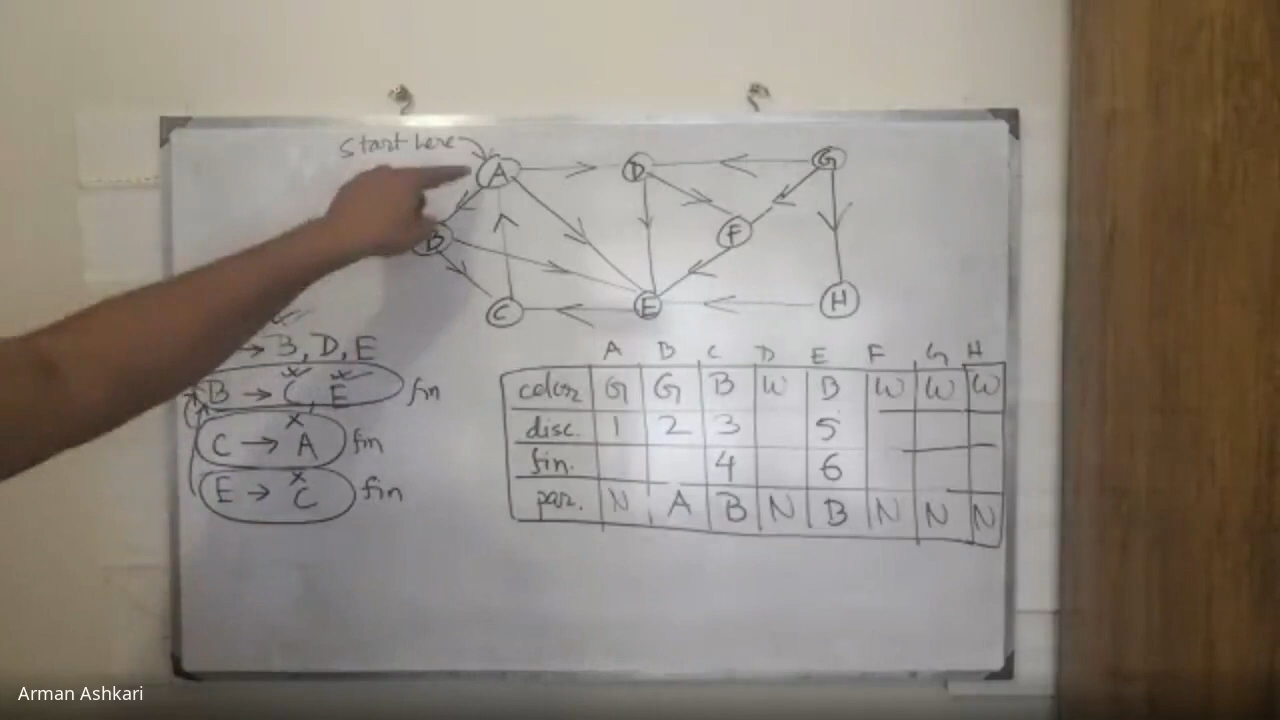 Start here
A D G
B F
C E H
→ B, D, E
B → C, E fin
C → A fin
E → C fin
A B C D E F G H
color G G B W B W W W
disc. 1 2 3 5
fin. 4 6
par. N A B N B N N N
Arman Ashkari